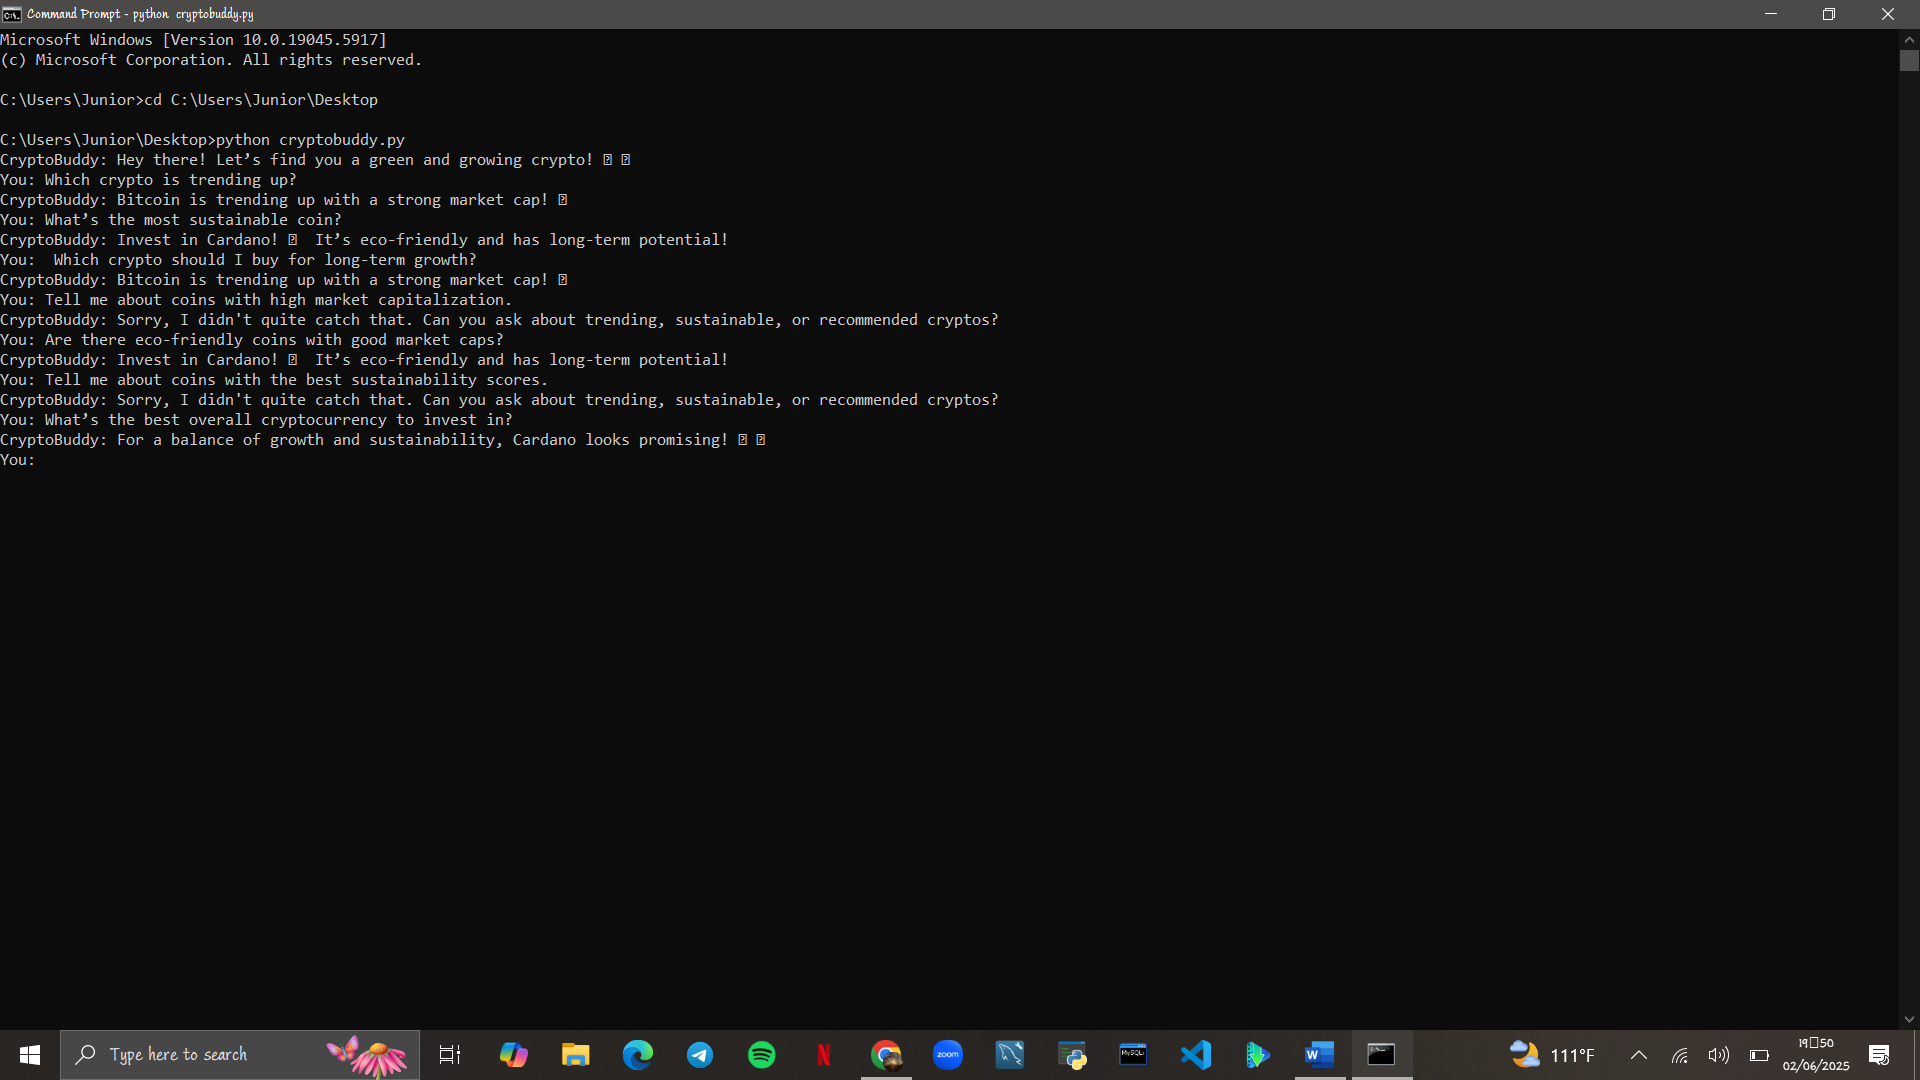 Command Prompt - python  cryptobuddy.py
Microsoft Windows [Version 10.0.19045.5917]
(c) Microsoft Corporation. All rights reserved.
C:\Users\Junior>cd C:\Users\Junior\Desktop
C:\Users\Junior\Desktop>python cryptobuddy.py
CryptoBuddy: Hey there! Let’s find you a green and growing crypto! ⍰ ⍰
You: Which crypto is trending up?
CryptoBuddy: Bitcoin is trending up with a strong market cap! ⍰
You: What’s the most sustainable coin?
CryptoBuddy: Invest in Cardano! ⍰  It’s eco-friendly and has long-term potential!
You:  Which crypto should I buy for long-term growth?
CryptoBuddy: Bitcoin is trending up with a strong market cap! ⍰
You: Tell me about coins with high market capitalization.
CryptoBuddy: Sorry, I didn't quite catch that. Can you ask about trending, sustainable, or recommended cryptos?
You: Are there eco-friendly coins with good market caps?
CryptoBuddy: Invest in Cardano! ⍰  It’s eco-friendly and has long-term potential!
You: Tell me about coins with the best sustainability scores.
CryptoBuddy: Sorry, I didn't quite catch that. Can you ask about trending, sustainable, or recommended cryptos?
You: What’s the best overall cryptocurrency to invest in?
CryptoBuddy: For a balance of growth and sustainability, Cardano looks promising! ⍰ ⍰
You:
Type here to search
zoom
MySQL
111°F
19□50
02/06/2025